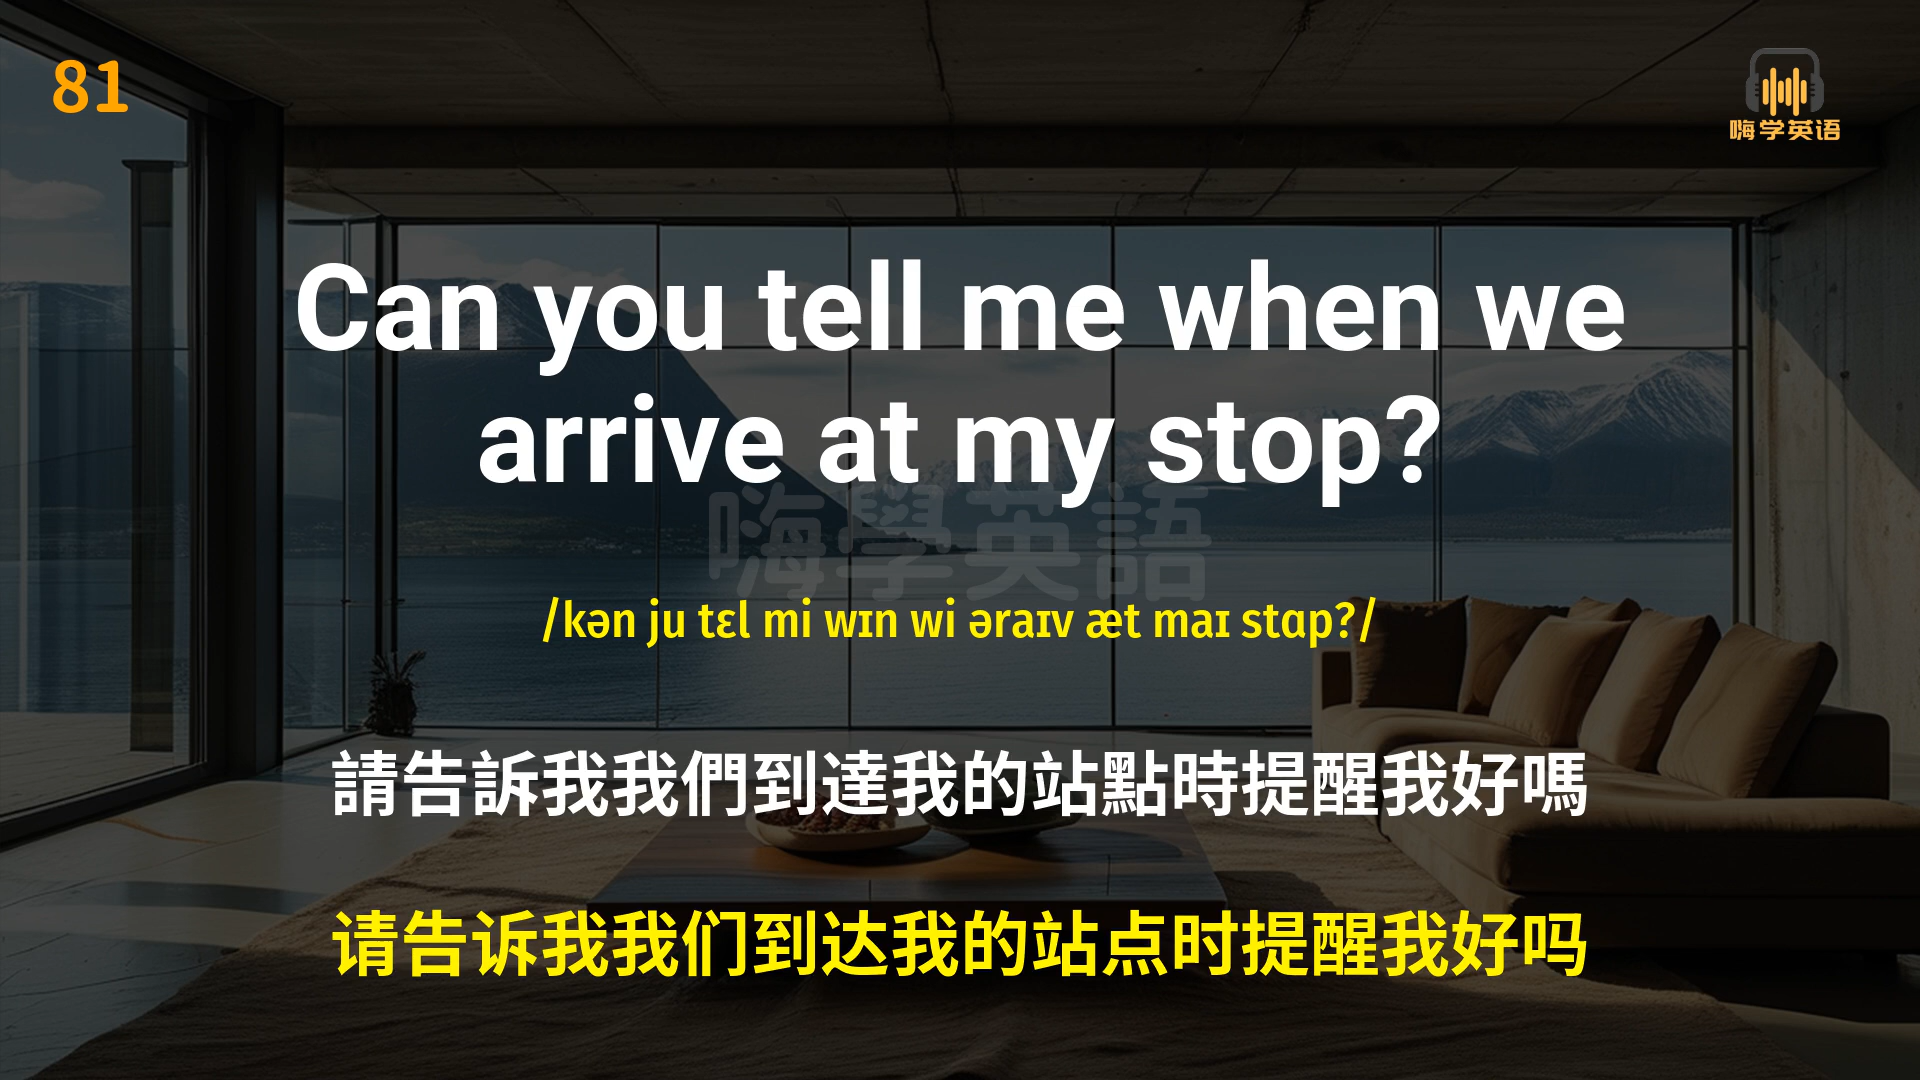 81
嗨学英语
Can you tell me when we
arrive at my stop?
嗨學英語
/kən ju tɛl mi wɪn wi əraɪv æt maɪ stɑp?/
請告訴我我們到達我的站點時提醒我好嗎
请告诉我我们到达我的站点时提醒我好吗